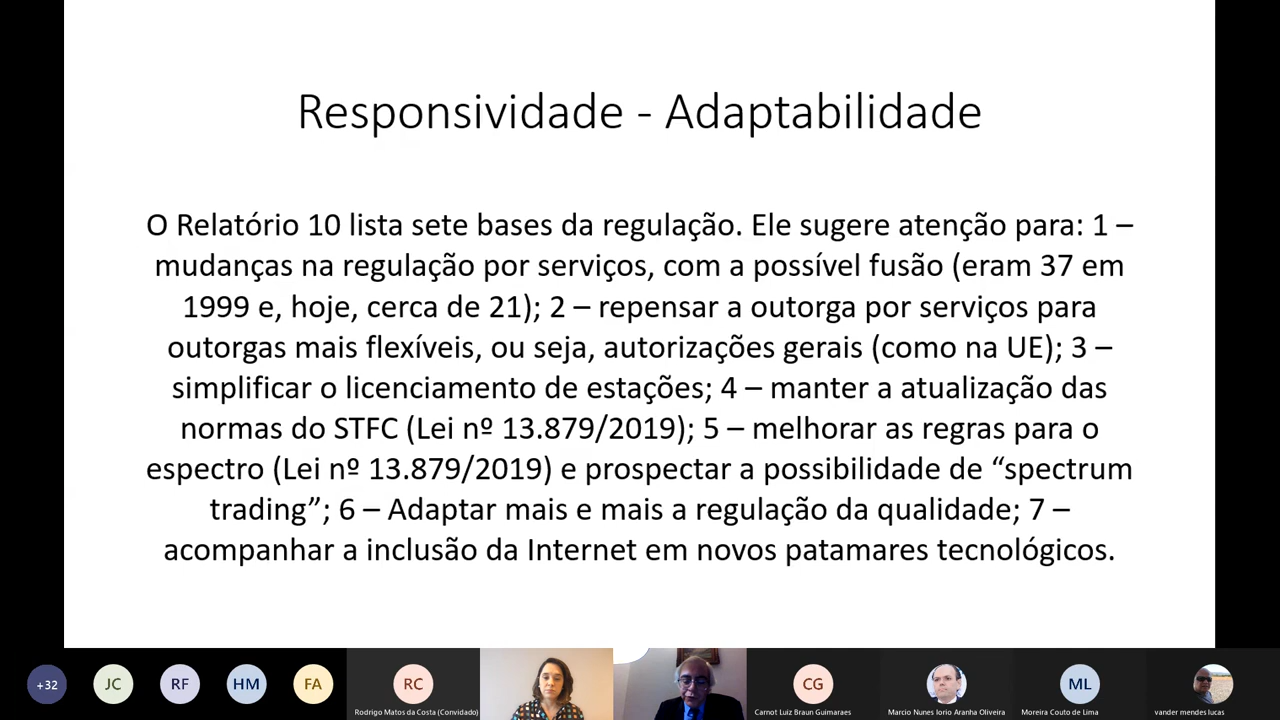 Responsividade - Adaptabilidade
O Relatório 10 lista sete bases da regulação. Ele sugere atenção para: 1 –
mudanças na regulação por serviços, com a possível fusão (eram 37 em
1999 e, hoje, cerca de 21); 2 – repensar a outorga por serviços para
outorgas mais flexíveis, ou seja, autorizações gerais (como na UE); 3 –
simplificar o licenciamento de estações; 4 – manter a atualização das
normas do STFC (Lei nº 13.879/2019); 5 – melhorar as regras para o
espectro (Lei nº 13.879/2019) e prospectar a possibilidade de “spectrum
trading”; 6 – Adaptar mais e mais a regulação da qualidade; 7 –
acompanhar a inclusão da Internet em novos patamares tecnológicos.
+32 JC RF HM FA RC CG ML
Rodrigo Matos da Costa (Convidado) Carnot Luiz Braun Guimaraes Marcio Nunes Iorio Aranha Oliveira Moreira Couto de Lima vander mendes lucas